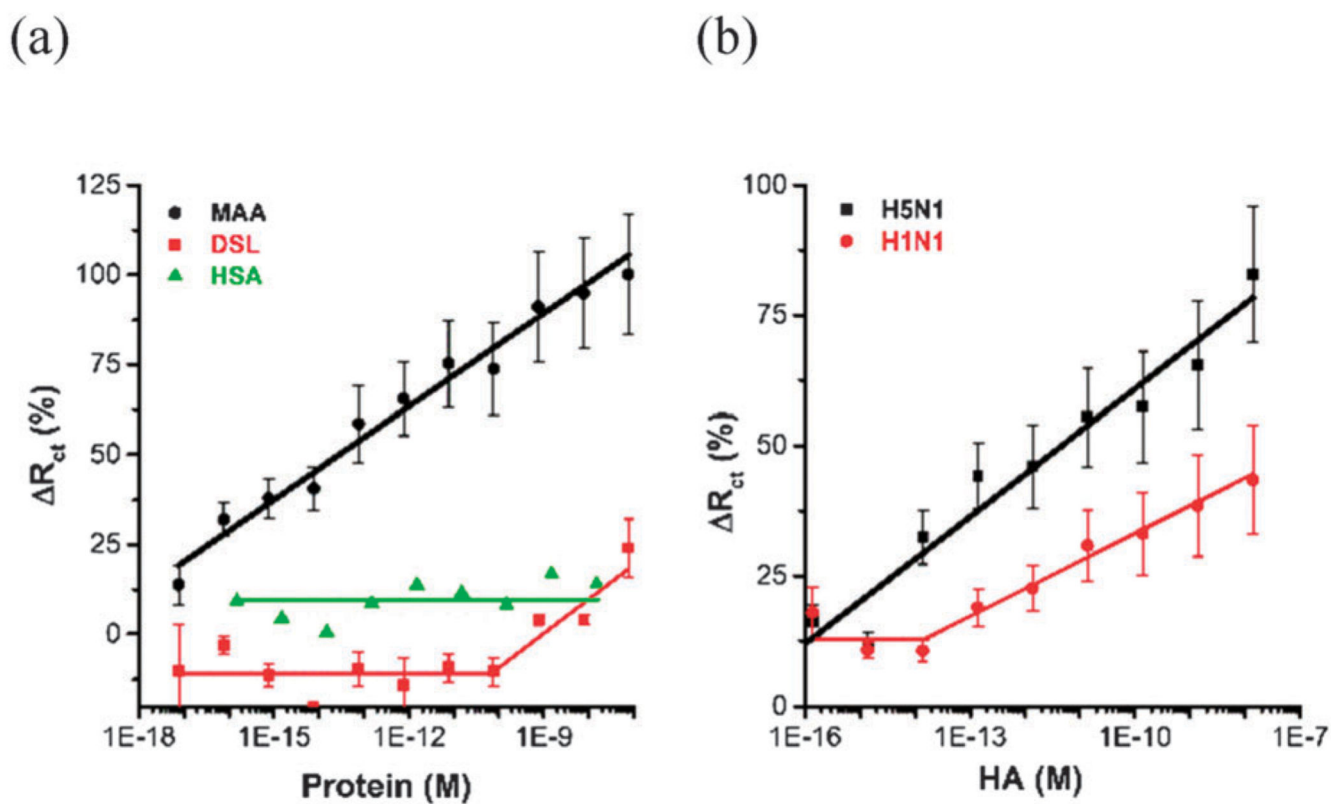 (a)
125
100
75
50
25
0
ΔRct (%)
MAA
DSL
HSA
1E-18 1E-15 1E-12 1E-9
Protein (M)
(b)
100
75
50
25
0
ΔRct (%)
H5N1
H1N1
1E-16 1E-13 1E-10 1E-7
HA (M)